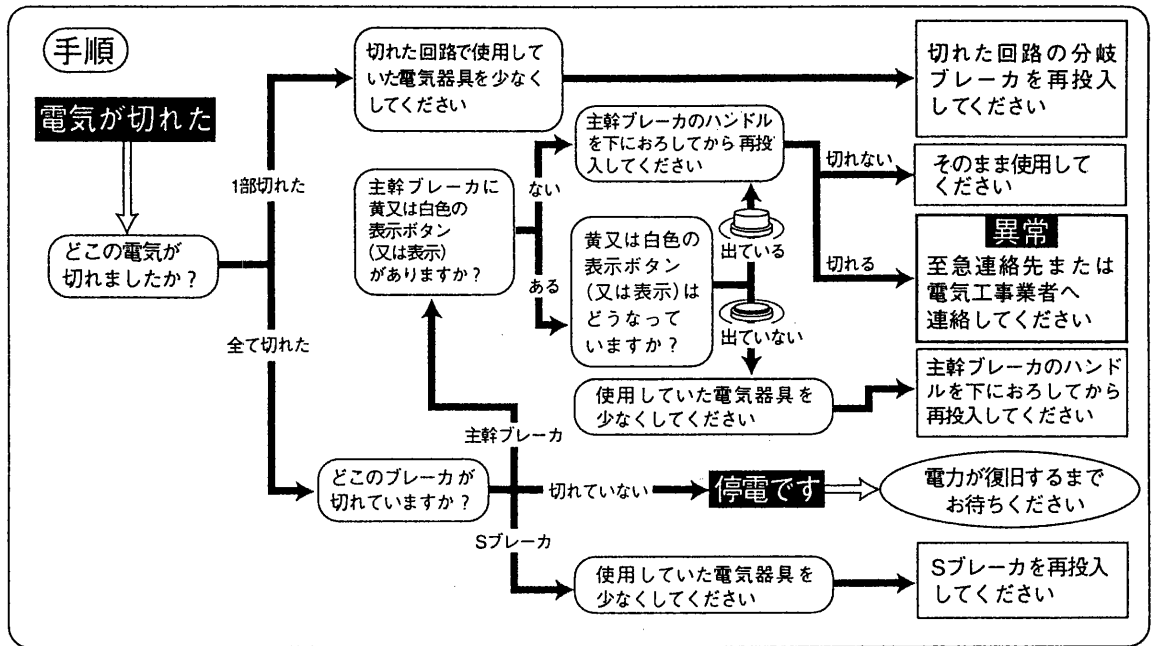 手順
電気が切れた
どこの電気が
切れましたか？
1部切れた
切れた回路で使用して
いた電気器具を少なく
してください
切れた回路の分岐
ブレーカを再投入
してください
全て切れた
どこのブレーカが
切れていますか？
主幹ブレーカ
主幹ブレーカに
黄又は白色の
表示ボタン
(又は表示)
がありますか？
ない
主幹ブレーカのハンドル
を下におろしてから再投
入してください
切れない
そのまま使用して
ください
切れる
異常
至急連絡先または
電気工事業者へ
連絡してください
ある
黄又は白色の
表示ボタン
(又は表示)は
どうなって
いますか？
出ている
出ていない
使用していた電気器具を
少なくしてください
主幹ブレーカのハンド
ルを下におろしてから
再投入してください
切れていない
停電です
電力が復旧するまで
お待ちください
Sブレーカ
使用していた電気器具を
少なくしてください
Sブレーカを再投入
してください